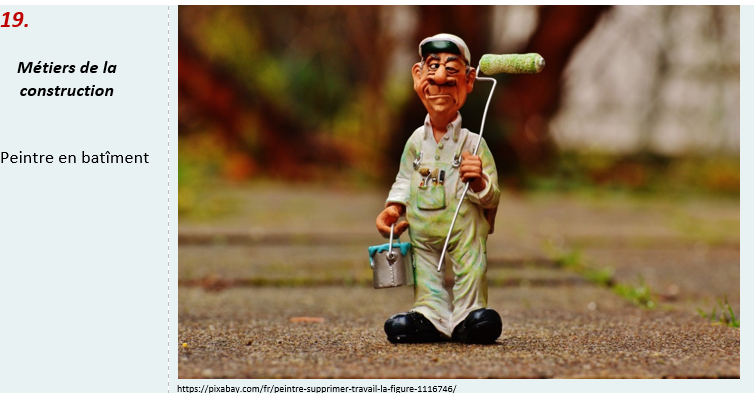 19.
Métiers de la
construction
Peintre en batîment
https://pixabay.com/fr/peintre-supprimer-travail-la-figure-1116746/